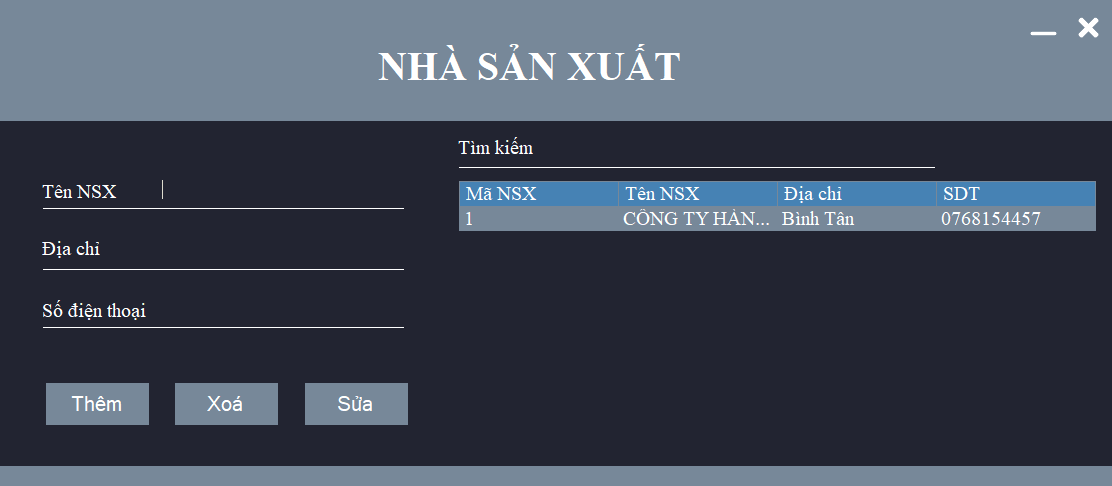 NHÀ SẢN XUẤT
Tìm kiếm
Tên NSX
Địa chỉ
Số điện thoại
Thêm Xoá Sửa
Mã NSX Tên NSX Địa chỉ SDT
1 CÔNG TY HÀN... Bình Tân 0768154457